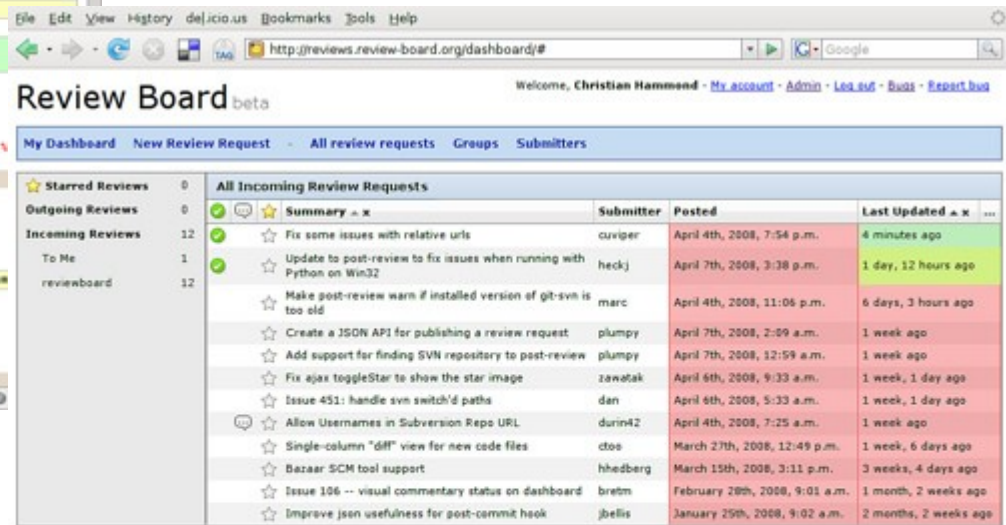 File Edit View History del.icio.us Bookmarks Tools Help
TAG http://reviews.review-board.org/dashboard/# G Google
Review Board beta
Welcome, Christian Hammond - My account - Admin - Log out - Bugs - Report bug
My Dashboard New Review Request - All review requests Groups Submitters
Starred Reviews 0
Outgoing Reviews 0
Incoming Reviews 12
To Me 1
reviewboard 12
All Incoming Review Requests
Summary x Submitter Posted Last Updated x ...
Fix some issues with relative urls cuviper April 4th, 2008, 7:54 p.m. 4 minutes ago
Update to post-review to fix issues when running with
Python on Win32 heckj April 7th, 2008, 3:38 p.m. 1 day, 12 hours ago
Make post-review warn if installed version of git-svn is
too old marc April 4th, 2008, 11:06 p.m. 6 days, 3 hours ago
Create a JSON API for publishing a review request plumpy April 7th, 2008, 2:09 a.m. 1 week ago
Add support for finding SVN repository to post-review plumpy April 7th, 2008, 12:59 a.m. 1 week ago
Fix ajax toggleStar to show the star image zawatak April 6th, 2008, 9:33 a.m. 1 week, 1 day ago
Issue 451: handle svn switch'd paths dan April 6th, 2008, 5:33 a.m. 1 week, 1 day ago
Allow Usernames in Subversion Repo URL durin42 April 4th, 2008, 7:25 a.m. 1 week ago
Single-column "diff" view for new code files ctoo March 27th, 2008, 12:49 p.m. 1 week, 6 days ago
Bazaar SCM tool support hhedberg March 15th, 2008, 3:11 p.m. 3 weeks, 4 days ago
Issue 106 -- visual commentary status on dashboard bretm February 28th, 2008, 9:01 a.m. 1 month, 2 weeks ago
Improve json usefulness for post-commit hook jbellis January 25th, 2008, 9:02 a.m. 2 months, 2 weeks ago